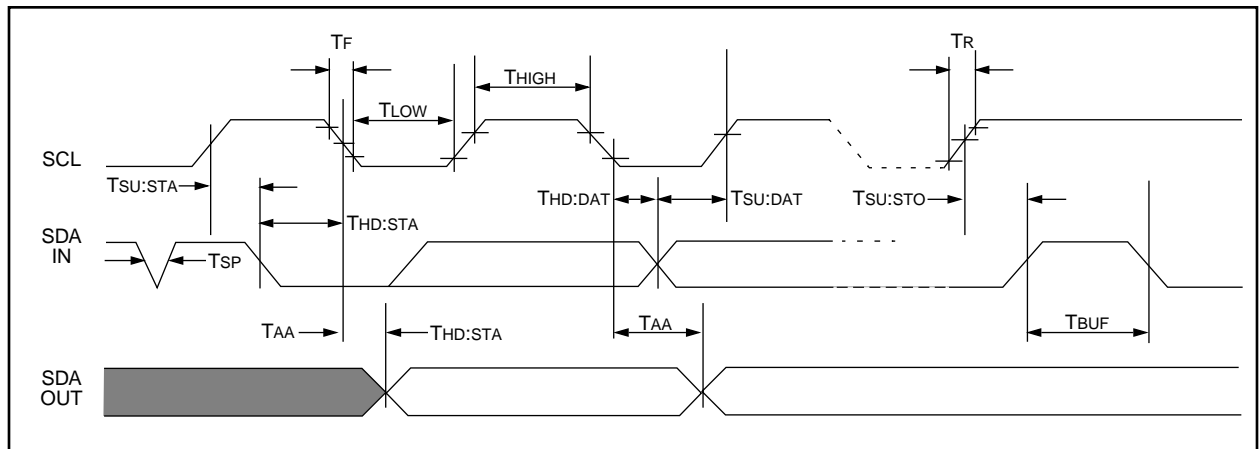 TF
TR
THIGH
TLOW
SCL
TSU:STA
THD:DAT
TSU:DAT
TSU:STO
THD:STA
SDA
IN
TSP
TAA
THD:STA
TAA
TBUF
SDA
OUT